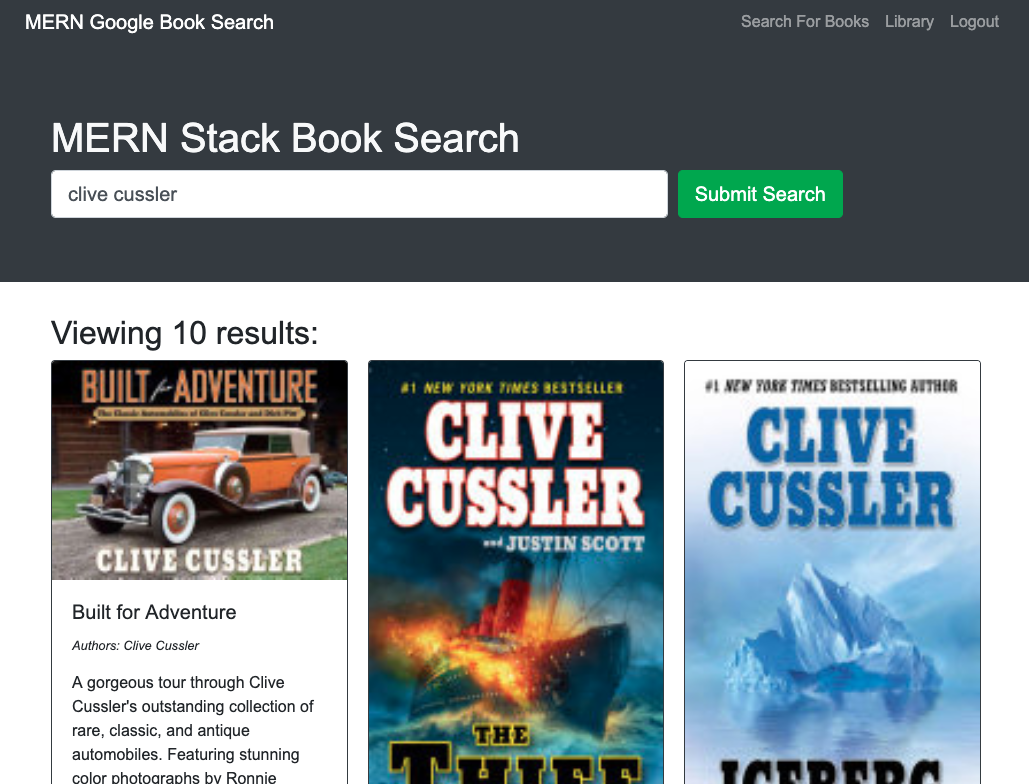 MERN Google Book Search
Search For Books Library Logout
MERN Stack Book Search
clive cussler
Submit Search
Viewing 10 results:
BUILT for ADVENTURE
The Classic Automobiles of Clive Cussler and Dirk Pitt
CLIVE CUSSLER
Built for Adventure
Authors: Clive Cussler
A gorgeous tour through Clive
Cussler's outstanding collection of
rare, classic, and antique
automobiles. Featuring stunning
color photographs by Ronnie
#1 NEW YORK TIMES BESTSELLER
CLIVE
CUSSLER
and JUSTIN SCOTT
THE
THIEF
#1 NEW YORK TIMES BESTSELLING AUTHOR
CLIVE
CUSSLER
ICEBERG